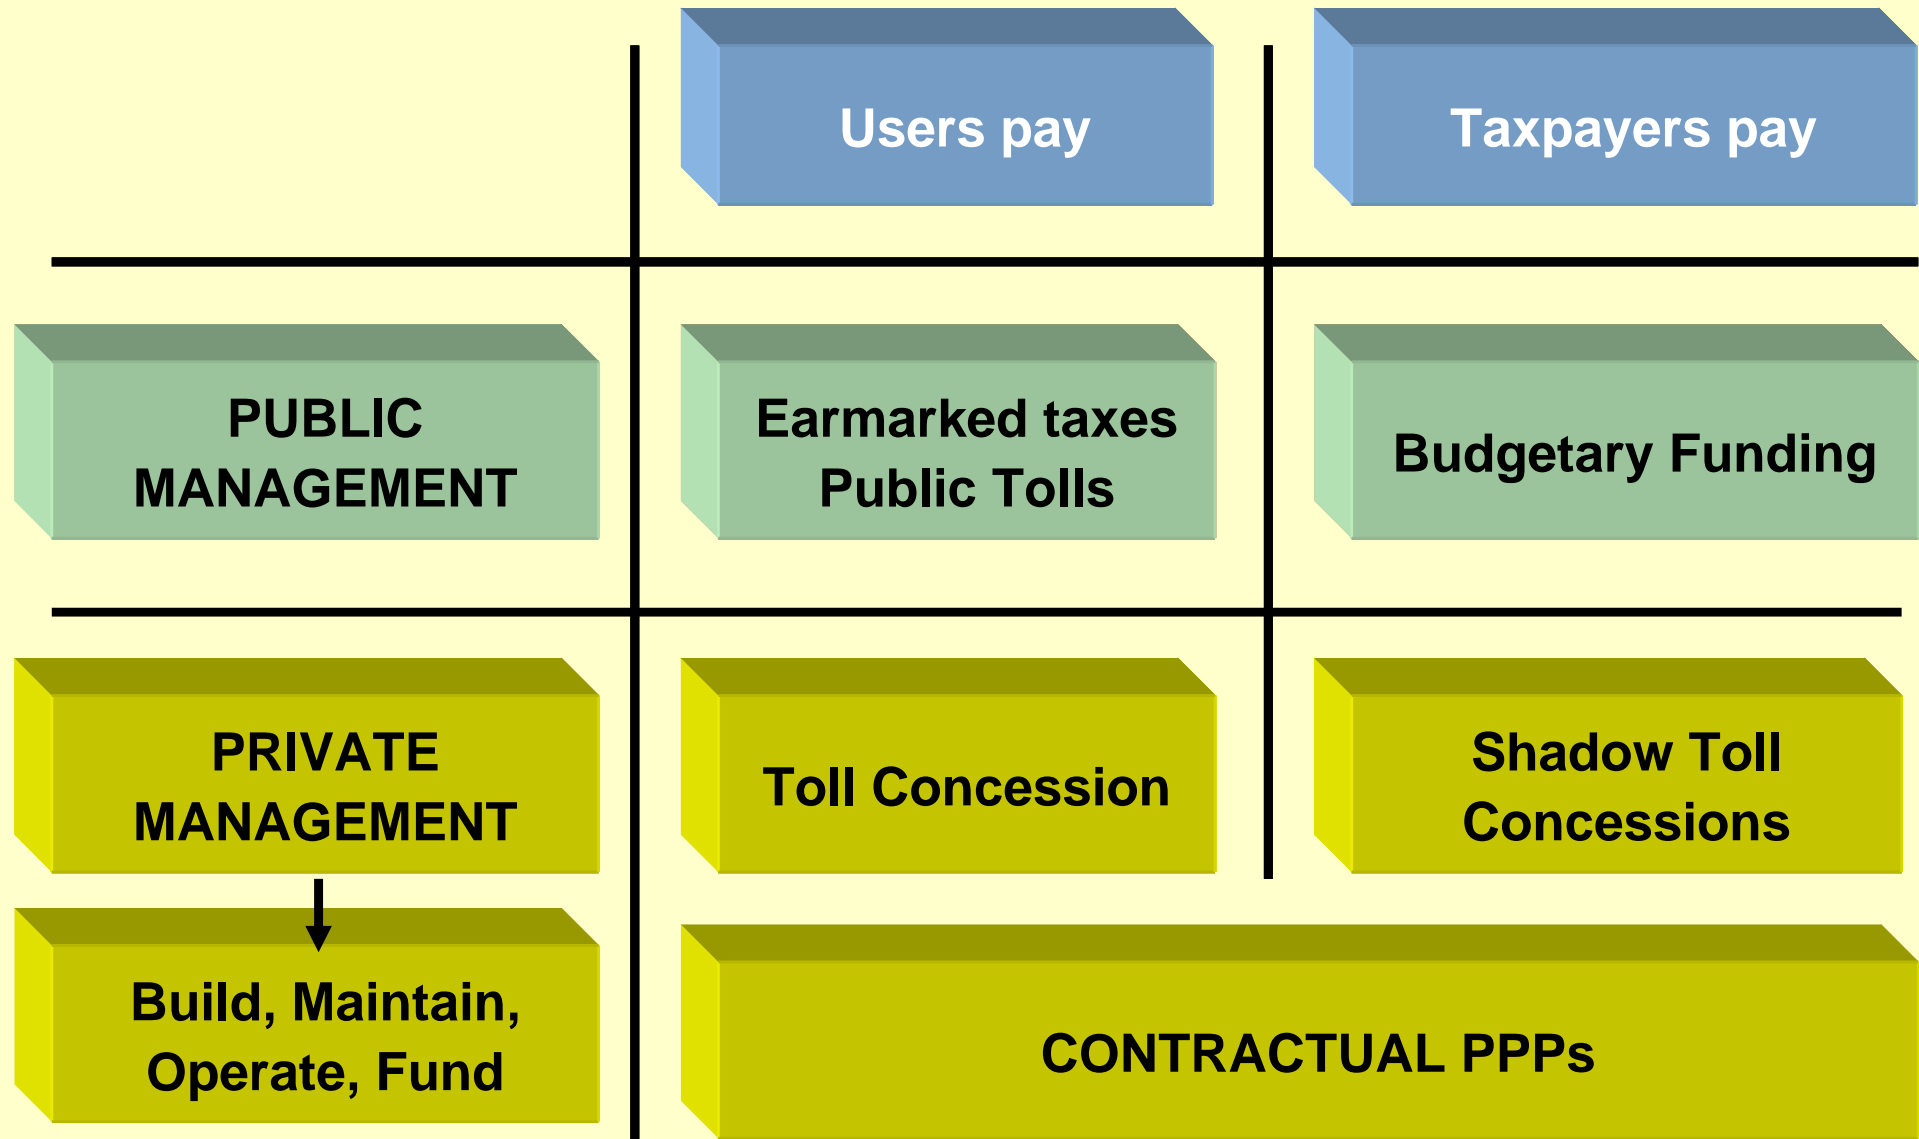 Users pay
Taxpayers pay
PUBLIC
MANAGEMENT
Earmarked taxes
Public Tolls
Budgetary Funding
PRIVATE
MANAGEMENT
Toll Concession
Shadow Toll
Concessions
Build, Maintain,
Operate, Fund
CONTRACTUAL PPPs